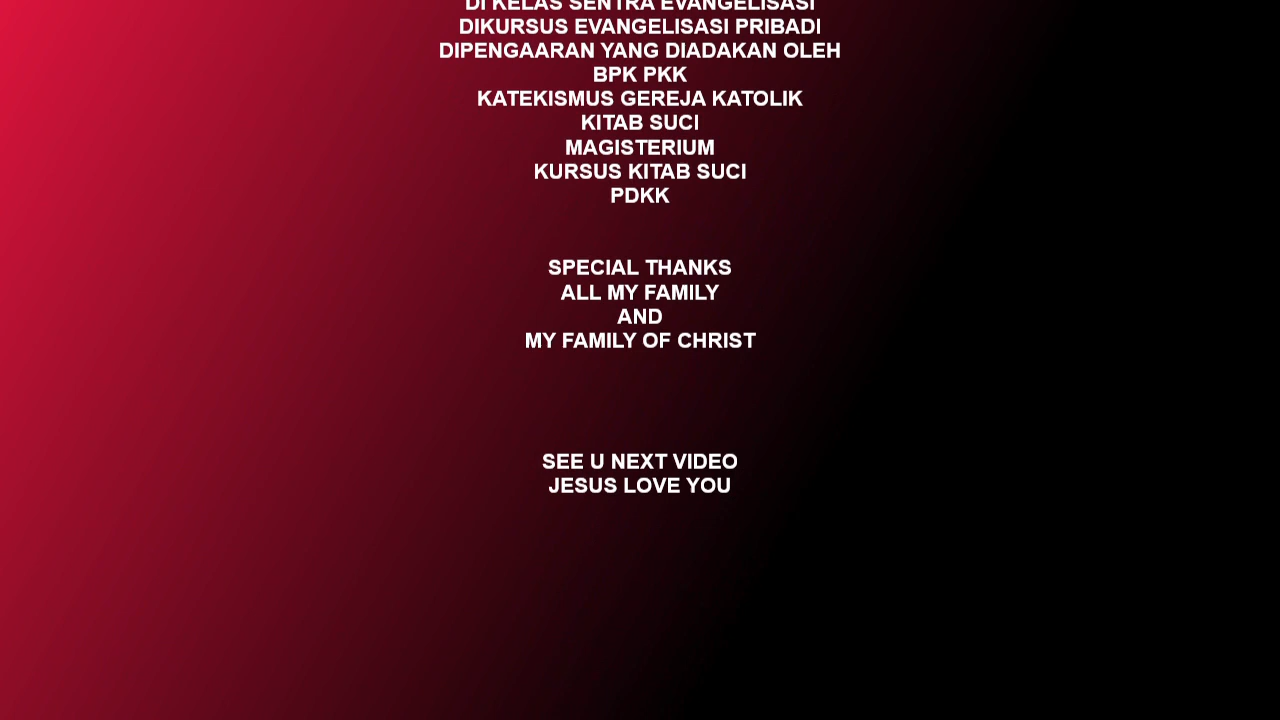 DI KELAS SENTRA EVANGELISASI
DIKURSUS EVANGELISASI PRIBADI
DIPENGAARAN YANG DIADAKAN OLEH
BPK PKK
KATEKISMUS GEREJA KATOLIK
KITAB SUCI
MAGISTERIUM
KURSUS KITAB SUCI
PDKK
SPECIAL THANKS
ALL MY FAMILY
AND
MY FAMILY OF CHRIST
SEE U NEXT VIDEO
JESUS LOVE YOU